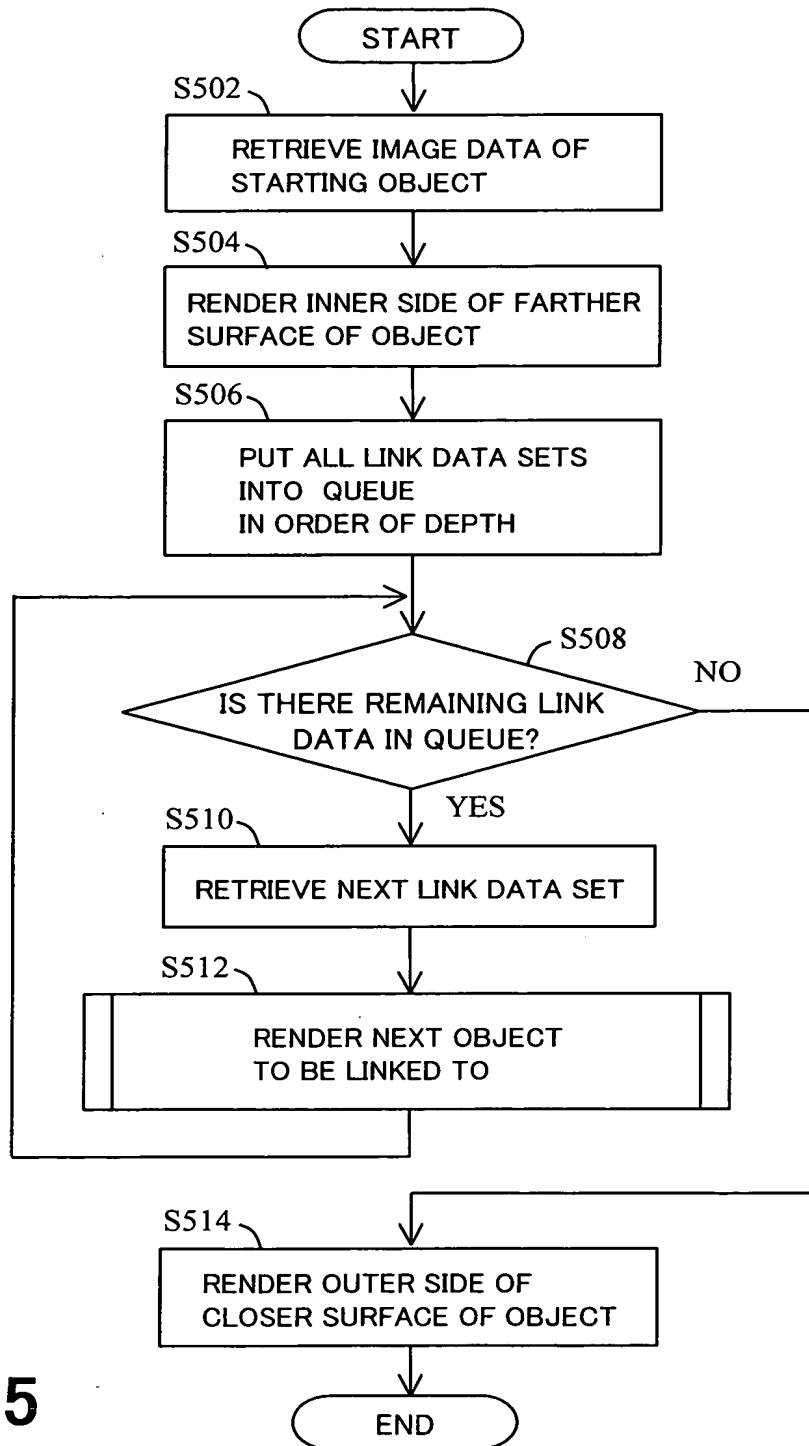 START
S502
RETRIEVE IMAGE DATA OF
STARTING OBJECT
S504
RENDER INNER SIDE OF FARTHER
SURFACE OF OBJECT
S506
PUT ALL LINK DATA SETS
INTO QUEUE
IN ORDER OF DEPTH
S508
NO
IS THERE REMAINING LINK
DATA IN QUEUE?
YES
S510
RETRIEVE NEXT LINK DATA SET
S512
RENDER NEXT OBJECT
TO BE LINKED TO
S514
RENDER OUTER SIDE OF
CLOSER SURFACE OF OBJECT
5
END